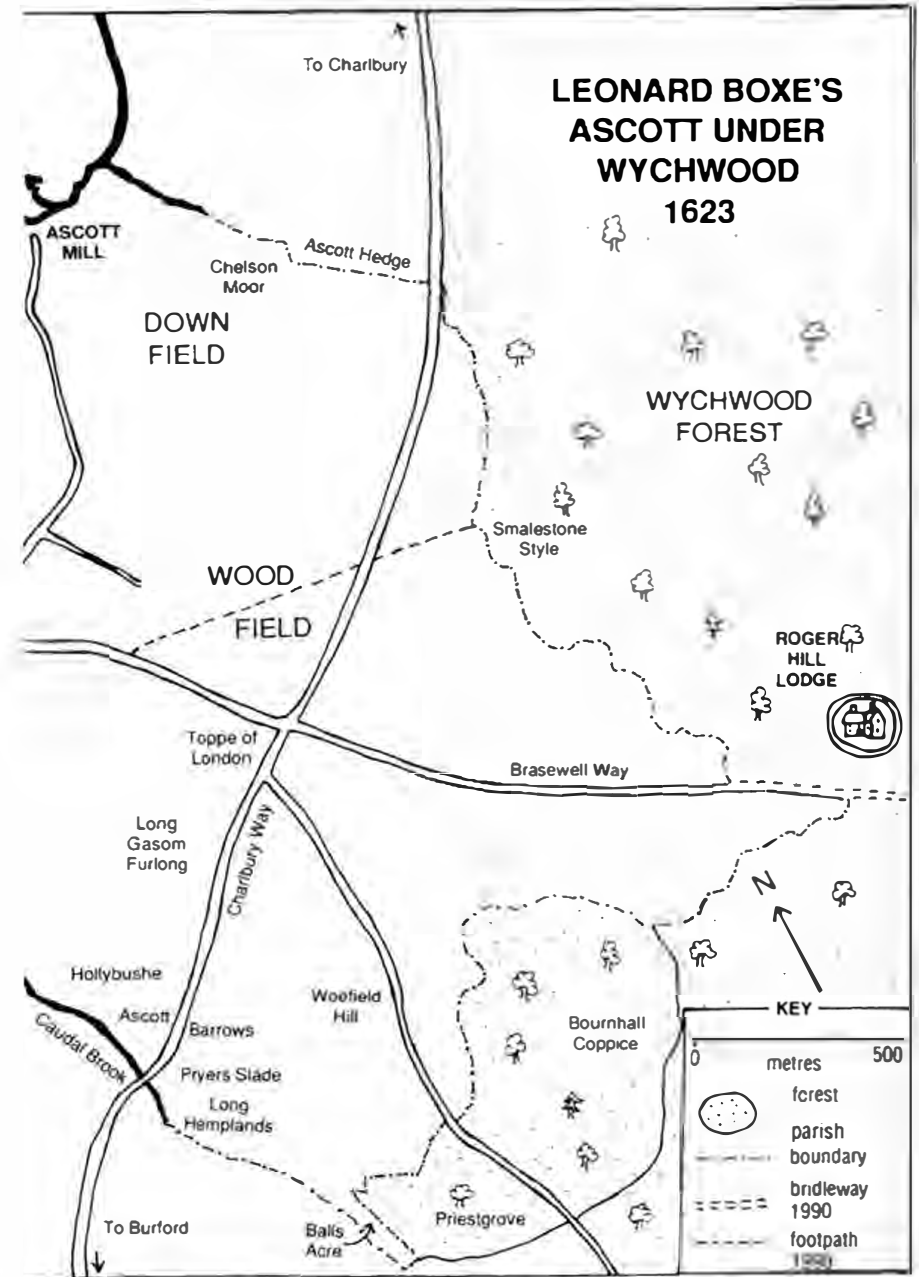 To Charlbury
LEONARD BOXE'S
ASCOTT UNDER
WYCHWOOD
1623
ASCOTT
MILL
Ascott Hedge
Chelson
Moor
DOWN
FIELD
WYCHWOOD
FOREST
Smalestone
Style
WOOD
FIELD
ROGER
HILL
LODGE
Toppe of
London
Brasewell Way
Long
Gasom
Furlong
Charlbury Way
N
Hollybushe
Ascott
Barrows
Woefield
Hill
Bournhall
Coppice
Caudal Brook
Pryers Slade
Long
Hemplands
To Burford
Balls
Acre
Priestgrove
KEY
0 500
metres
forest
parish
boundary
bridleway
1990
footpath
1990